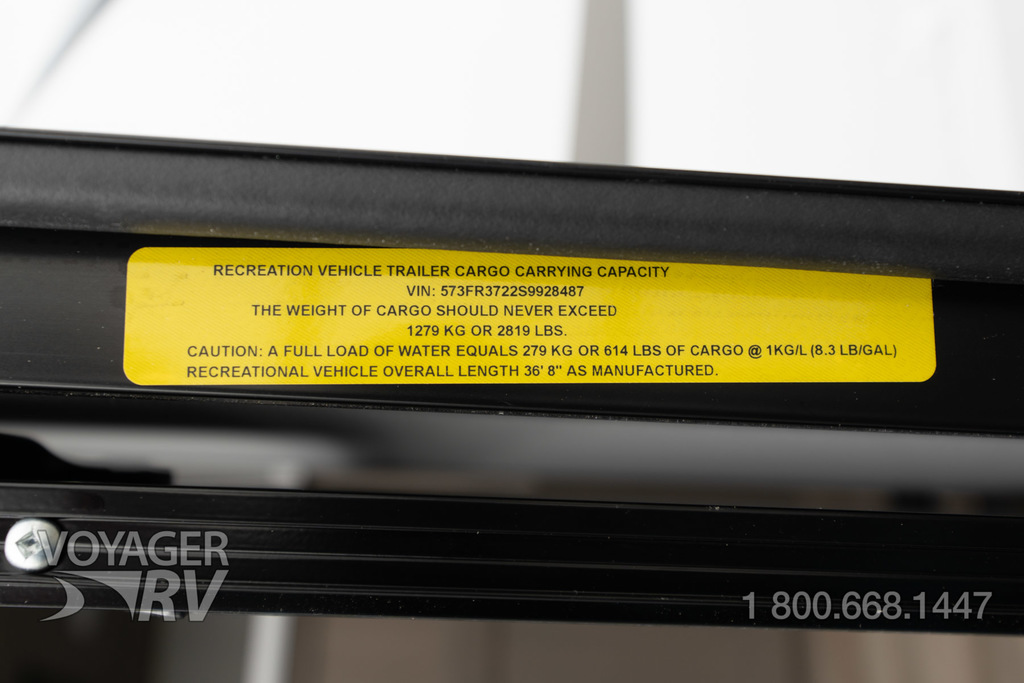 RECREATION VEHICLE TRAILER CARGO CARRYING CAPACITY
VIN: 573FR3722S9928487
THE WEIGHT OF CARGO SHOULD NEVER EXCEED
1279 KG OR 2819 LBS.
CAUTION: A FULL LOAD OF WATER EQUALS 279 KG OR 614 LBS OF CARGO @ 1KG/L (8.3 LB/GAL)
RECREATIONAL VEHICLE OVERALL LENGTH 36' 8" AS MANUFACTURED.
VOYAGER
RV
1 800.668.1447